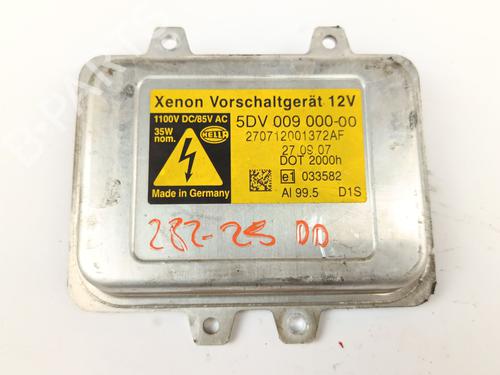 Xenon Vorschaltgerät 12V
1100V DC/85V AC
35W
nom.
HELLA
5DV 009 000-00
270712001372AF
27.09.07
DOT 2000h
e1 033582
Made in Germany
Al 99.5 D1S
282-25 DD